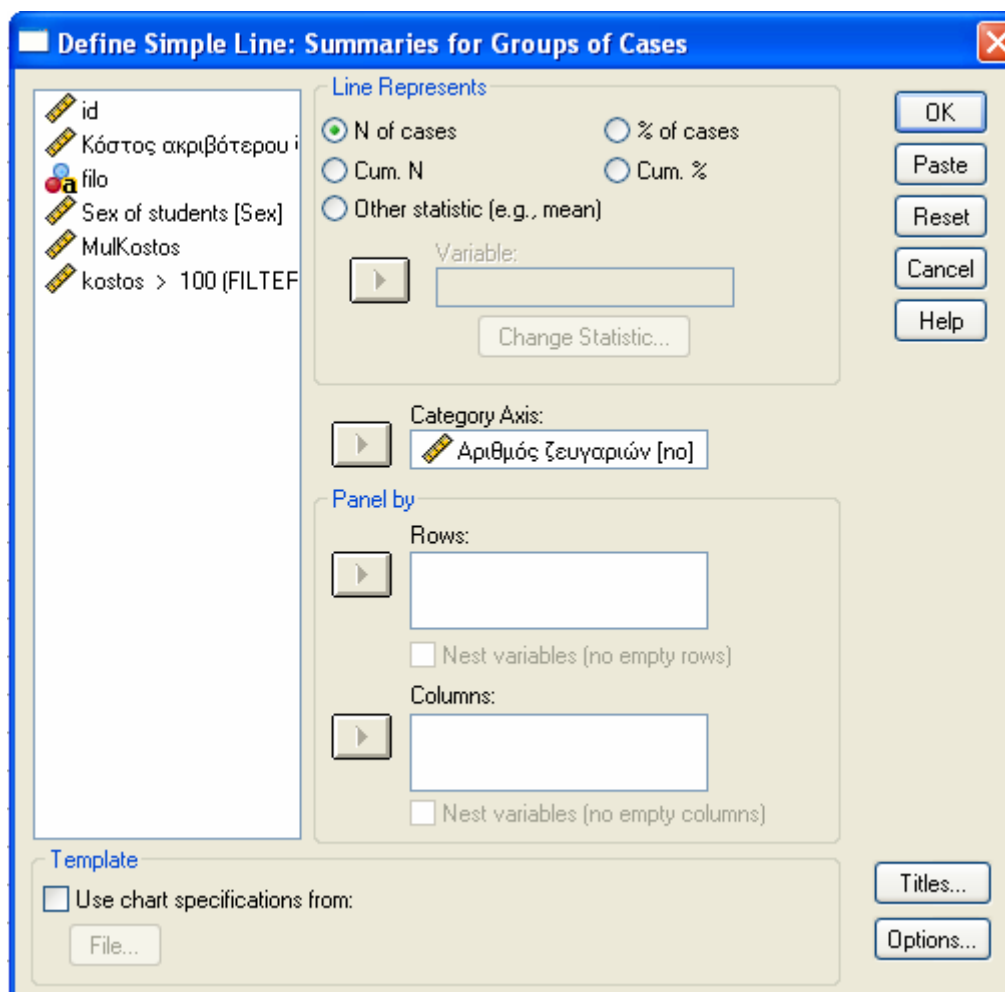 Define Simple Line: Summaries for Groups of Cases
id
Κόστος ακριβότερου
filo
Sex of students [Sex]
MulKostos
kostos > 100 (FILTEF
Line Represents
N of cases
% of cases
Cum. N
Cum. %
Other statistic (e.g., mean)
Variable:
Change Statistic...
Category Axis:
Αριθμός ζευγαριών [no]
Panel by
Rows:
Nest variables (no empty rows)
Columns:
Nest variables (no empty columns)
OK
Paste
Reset
Cancel
Help
Template
Use chart specifications from:
File...
Titles...
Options...